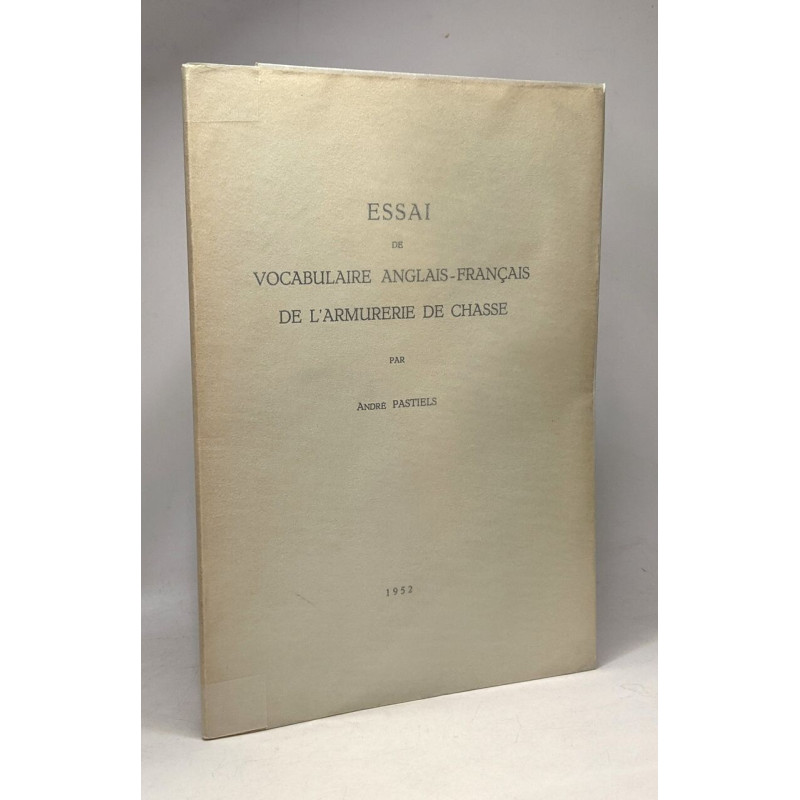 ESSAI
DE
VOCABULAIRE ANGLAIS-FRANÇAIS
DE L'ARMURERIE DE CHASSE
PAR
ANDRÉ PASTIELS
1952